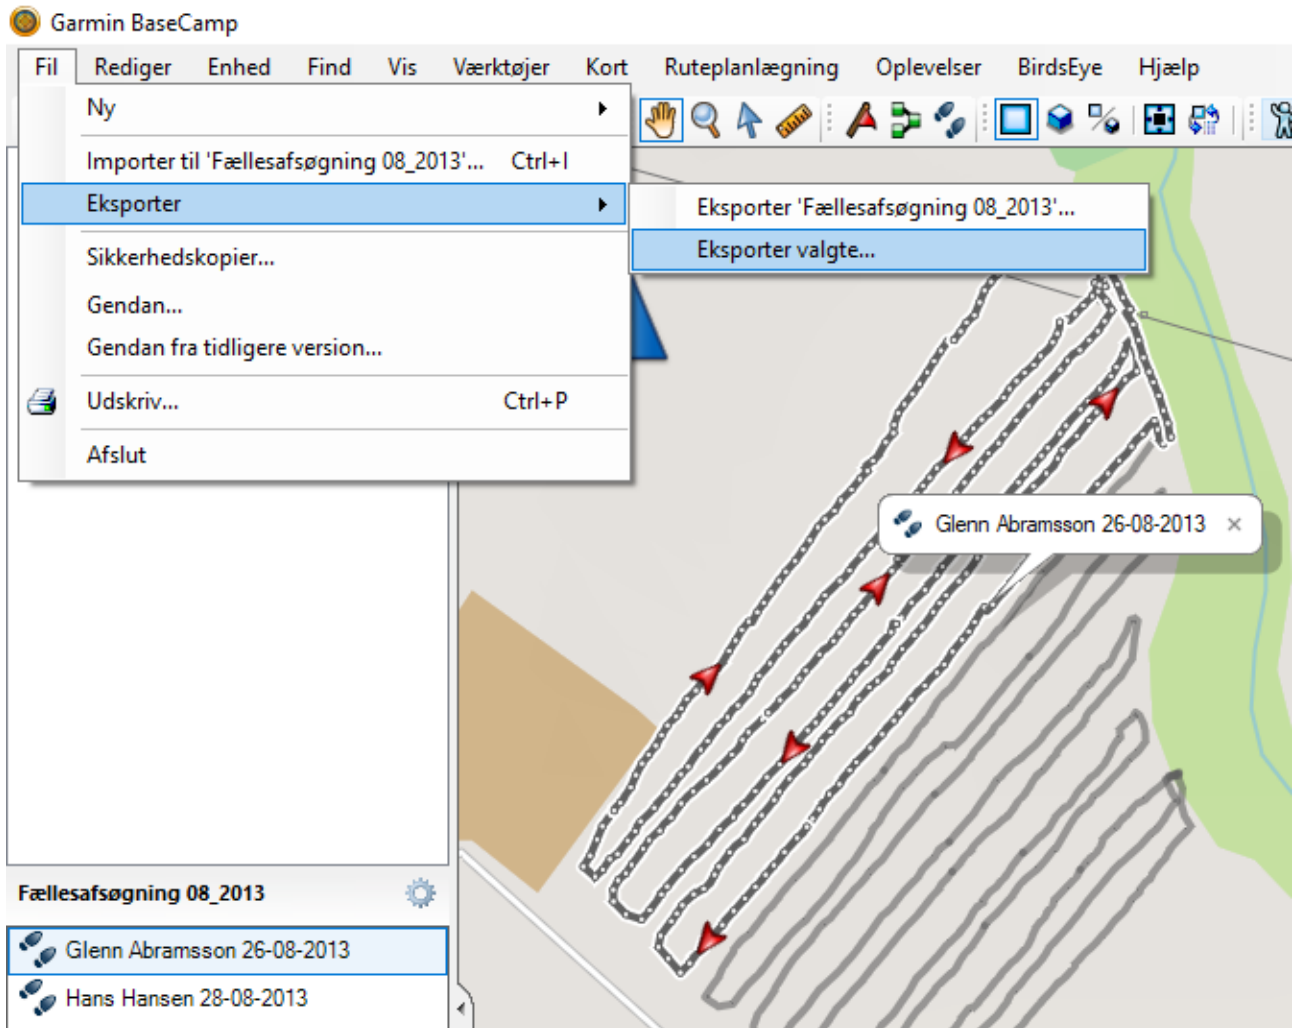 Garmin BaseCamp
Fil Rediger Enhed Find Vis Værktøjer Kort Ruteplanlægning Oplevelser BirdsEye Hjælp
Ny
Importer til 'Fællesafsøgning 08_2013'... Ctrl+I
Eksporter
Eksporter 'Fællesafsøgning 08_2013'...
Eksporter valgte...
Sikkerhedskopier...
Gendan...
Gendan fra tidligere version...
Udskriv... Ctrl+P
Afslut
Glenn Abramsson 26-08-2013
Fællesafsøgning 08_2013
Glenn Abramsson 26-08-2013
Hans Hansen 28-08-2013